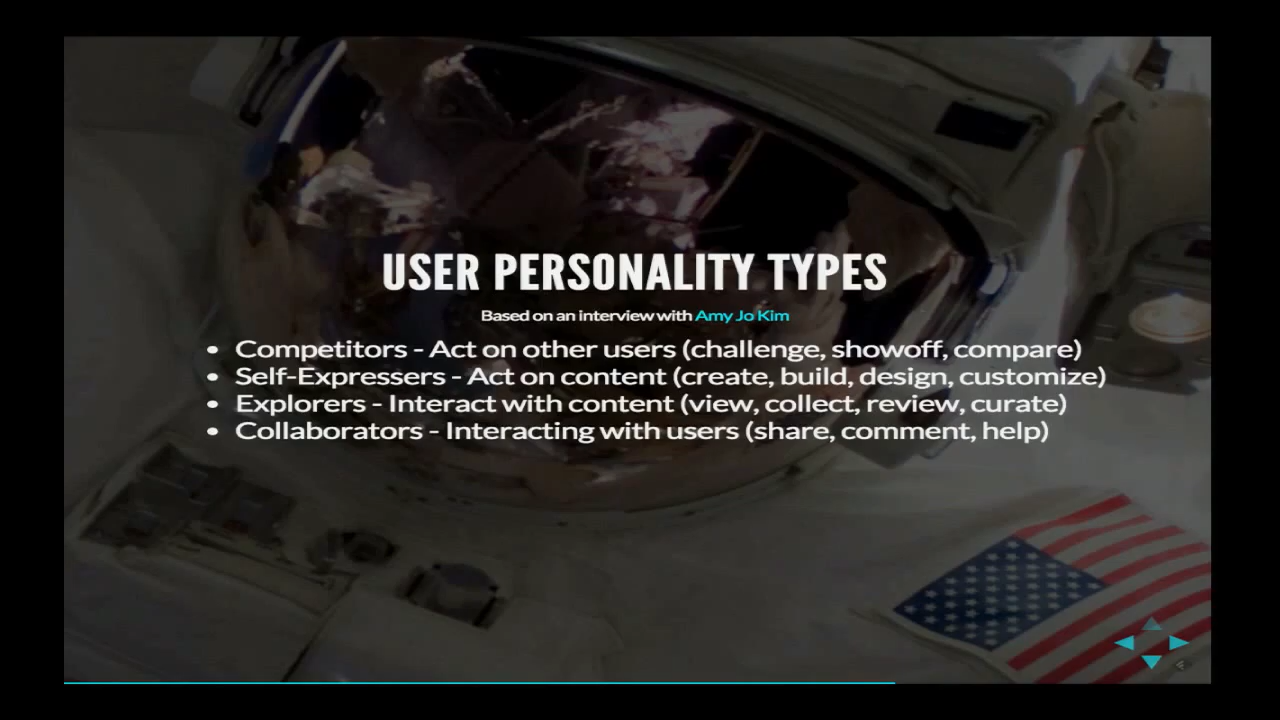 USER PERSONALITY TYPES
Based on an interview with Amy Jo Kim
• Competitors - Act on other users (challenge, showoff, compare)
• Self-Expressers - Act on content (create, build, design, customize)
• Explorers - Interact with content (view, collect, review, curate)
• Collaborators - Interacting with users (share, comment, help)